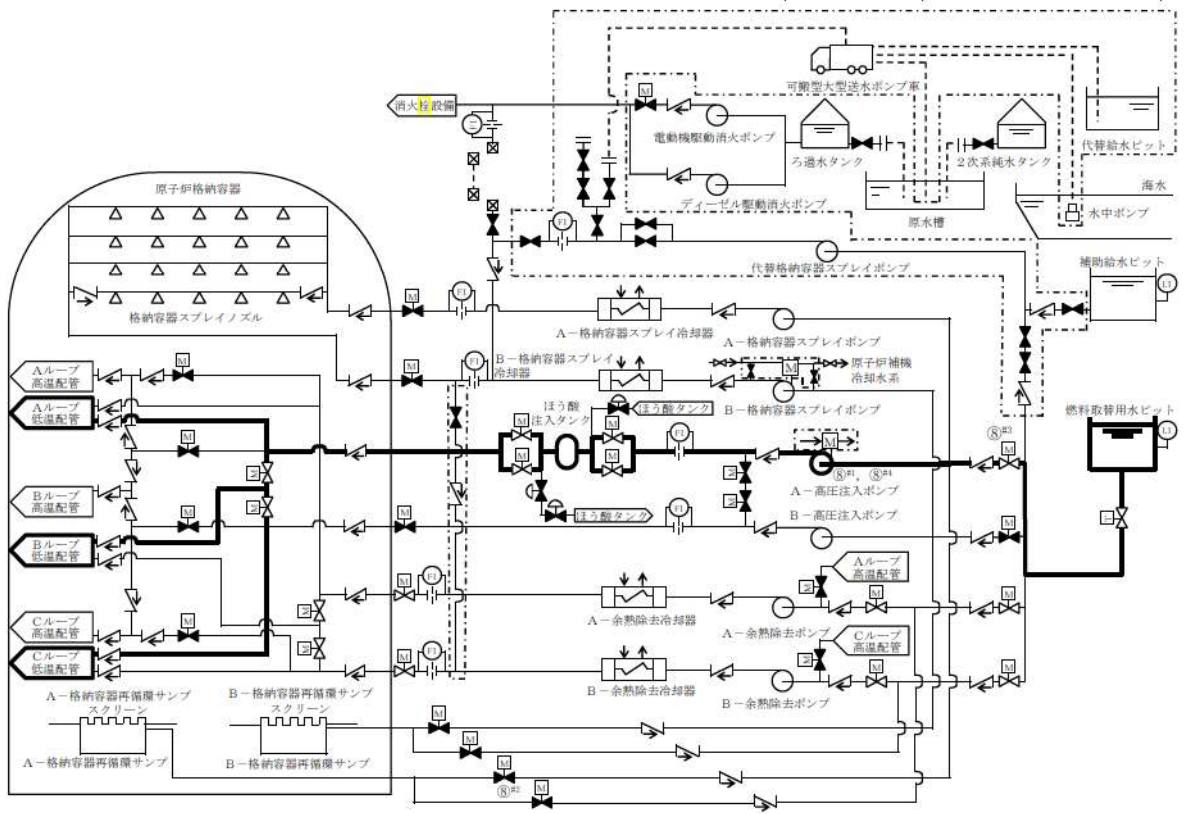 可搬型大型送水ポンプ車
消火栓設備
M
電動機駆動消火ポンプ
ろ過水タンク
2次系純水タンク
代替給水ピット
ディーゼル駆動消火ポンプ
原水槽
海水
水中ポンプ
原子炉格納容器
FI
代替格納容器スプレイポンプ
補助給水ピット
LI
格納容器スプレイノズル
M
FI
A-格納容器スプレイ冷却器
A-格納容器スプレイポンプ
M
B-格納容器スプレイ
冷却器
M
原子炉補機
冷却水系
B-格納容器スプレイポンプ
Aループ
高温配管
M
Aループ
低温配管
M
ほう酸
注入タンク
ほう酸タンク
M
M
M
M
FI
M
⑧#1、⑧#4
A-高圧注入ポンプ
⑧#3
M
燃料取替用水ピット
LI
M
M
Bループ
高温配管
M
M
ほう酸タンク
FI
B-高圧注入ポンプ
M
Bループ
低温配管
M
FI
Aループ
高温配管
M
M
M
A-余熱除去冷却器
A-余熱除去ポンプ
Cループ
高温配管
M
M
M
Cループ
低温配管
M
FI
Cループ
高温配管
M
M
M
B-余熱除去冷却器
B-余熱除去ポンプ
A-格納容器再循環サンプ
スクリーン
B-格納容器再循環サンプ
スクリーン
A-格納容器再循環サンプ
B-格納容器再循環サンプ
M
M
M
⑧#2
M